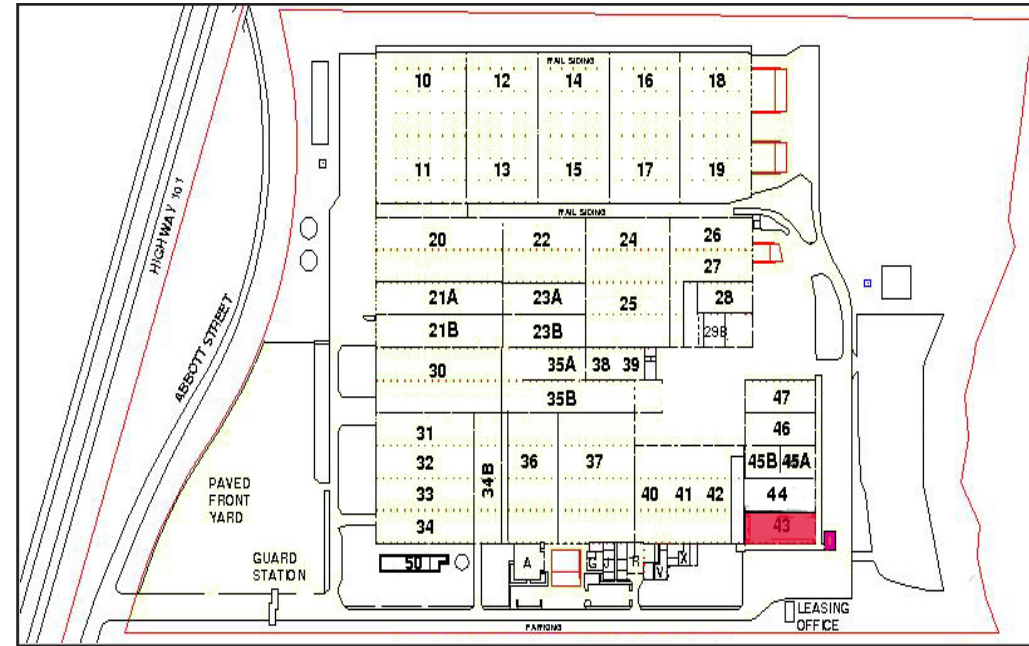 RAIL SIDING
10 12 14 16 18
11 13 15 17 19
RAIL SIDING
20 22 24 26
27
21A 23A 25 28
21B 23B 29B
30 35A 38 39
35B
47
31 46
32 34B 36 37 45B 45A
33 40 41 42 44
34 43
HIGHWAY 101
ABBOTT STREET
PAVED
FRONT
YARD
GUARD
STATION
50 A G J R V X
LEASING
OFFICE
PARKING